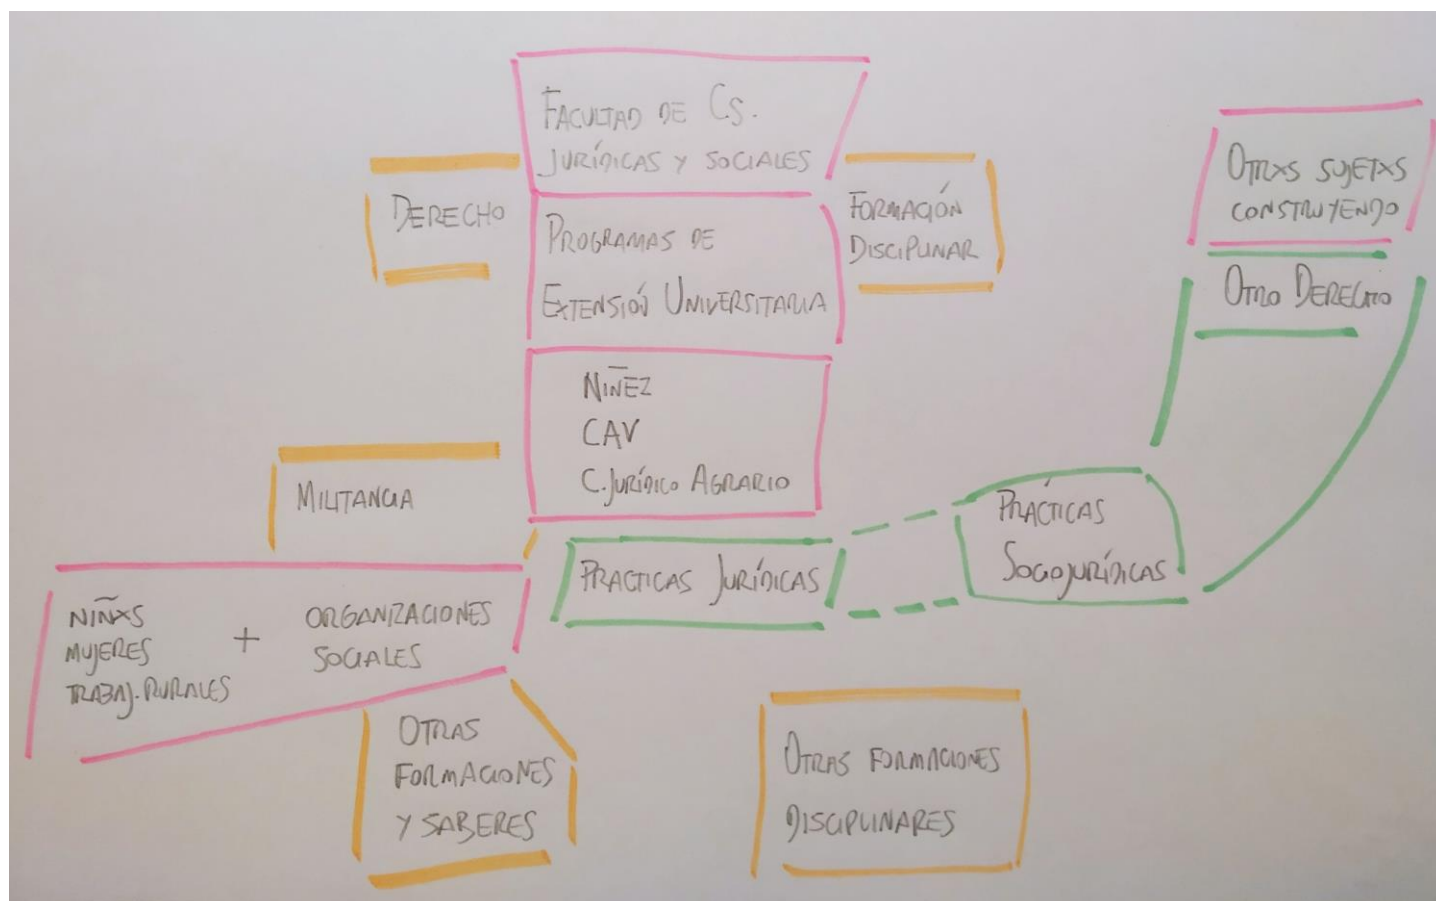 FACULTAD DE CS.
JURÍDICAS Y SOCIALES
DERECHO
FORMACIÓN
DISCIPLINAR
PROGRAMAS DE
EXTENSIÓN UNIVERSITARIA
NIÑEZ
CAV
C. JURÍDICO AGRARIO
MILITANCIA
PRACTICAS JURÍDICAS
PRÁCTICAS
SOCIOJURÍDICAS
OTRXS SUJETXS
CONSTRUYENDO
OTRO DERECHO
NIÑXS
MUJERES
TRABAJ. RURALES
+
ORGANIZACIONES
SOCIALES
OTRAS
FORMACIONES
Y SABERES
OTRAS FORMACIONES
DISCIPLINARES